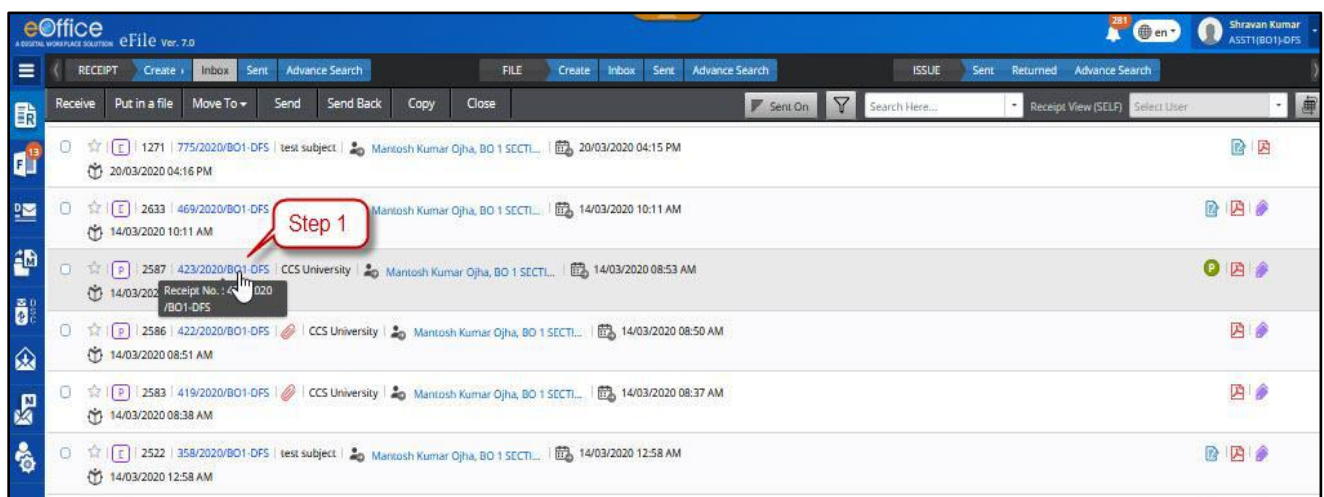 eOffice eFile Ver. 7.0 281 en Shravan Kumar
A DIGITAL WORKPLACE SOLUTION ASST1(BO1)-DFS
RECEIPT Create Inbox Sent Advance Search FILE Create Inbox Sent Advance Search ISSUE Sent Returned Advance Search
Receive Put in a file Move To Send Send Back Copy Close Sent On Search Here... Receipt View (SELF) Select User
E 1271 775/2020/BO1-DFS test subject Mantosh Kumar Ojha, BO 1 SECTI... 20/03/2020 04:15 PM
20/03/2020 04:16 PM
E 2633 469/2020/BO1-DFS Mantosh Kumar Ojha, BO 1 SECTI... 14/03/2020 10:11 AM
14/03/2020 10:11 AM
Step 1
P 2587 423/2020/BO1-DFS CCS University Mantosh Kumar Ojha, BO 1 SECTI... 14/03/2020 08:53 AM P
14/03/202
Receipt No. : 4 020
/BO1-DFS
P 2586 422/2020/BO1-DFS CCS University Mantosh Kumar Ojha, BO 1 SECTI... 14/03/2020 08:50 AM
14/03/2020 08:51 AM
P 2583 419/2020/BO1-DFS CCS University Mantosh Kumar Ojha, BO 1 SECTI... 14/03/2020 08:37 AM
14/03/2020 08:38 AM
E 2522 358/2020/BO1-DFS test subject Mantosh Kumar Ojha, BO 1 SECTI... 14/03/2020 12:58 AM
14/03/2020 12:58 AM
R
F 13
D
M
DSC 0
N